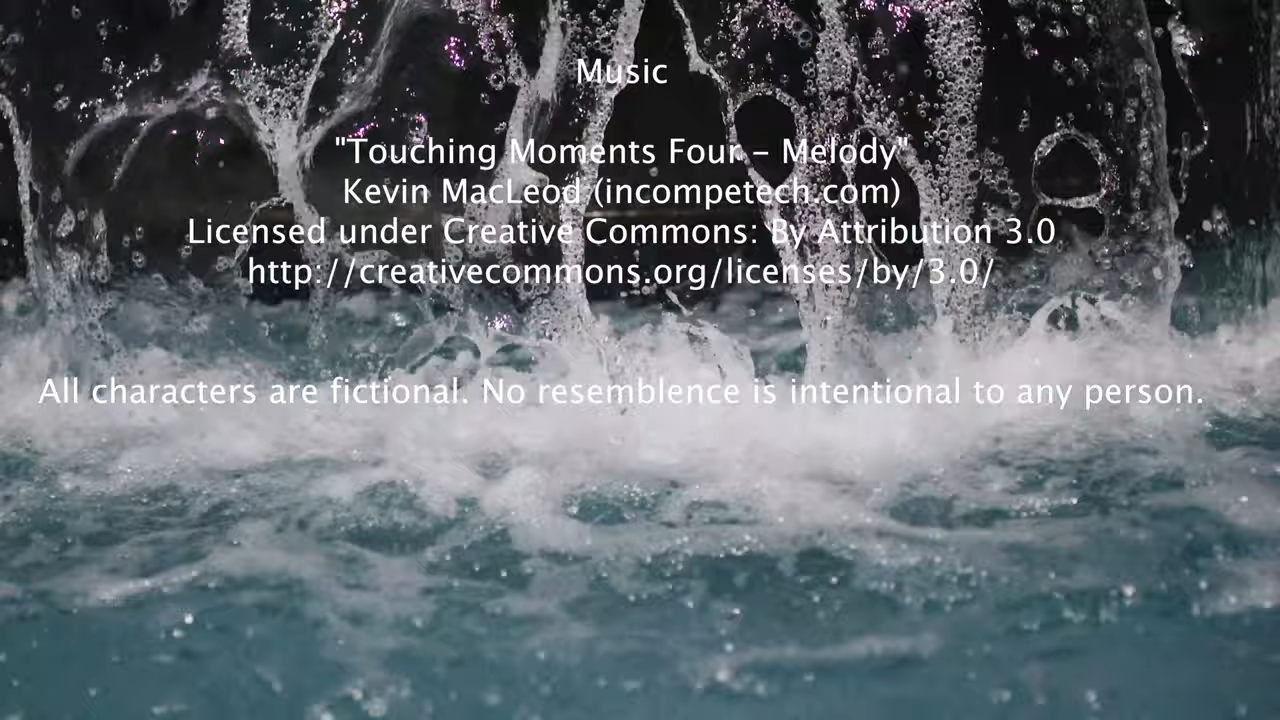 Music
"Touching Moments Four – Melody"
Kevin MacLeod (incompetech.com)
Licensed under Creative Commons: By Attribution 3.0
http://creativecommons.org/licenses/by/3.0/
All characters are fictional. No resemblence is intentional to any person.